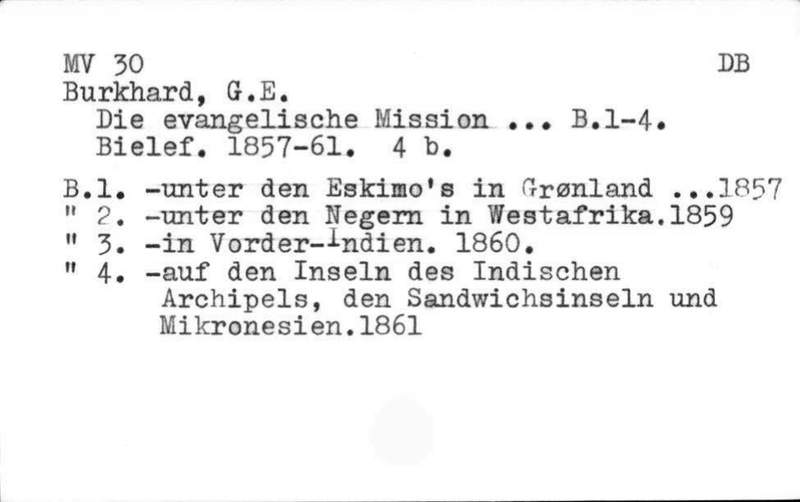 MV 30 DB
Burkhard, G.E.
Die evangelische Mission ... B.1-4.
Bielef. 1857-61. 4 b.
B.1. -unter den Eskimo's in Grønland ...1857
" 2. -unter den Negern in Westafrika.1859
" 3. -in Vorder-Indien. 1860.
" 4. -auf den Inseln des Indischen
Archipels, den Sandwichsinseln und
Mikronesien.1861